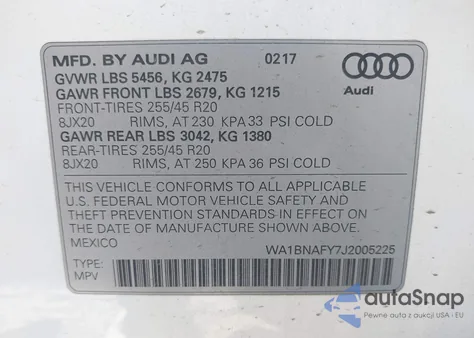 MFD. BY AUDI AG 0217
GVWR LBS 5456, KG 2475
GAWR FRONT LBS 2679, KG 1215
FRONT-TIRES 255/45 R20
8JX20 RIMS, AT 230 KPA 33 PSI COLD
GAWR REAR LBS 3042, KG 1380
REAR-TIRES 255/45 R20
8JX20 RIMS, AT 250 KPA 36 PSI COLD
Audi
THIS VEHICLE CONFORMS TO ALL APPLICABLE
U.S. FEDERAL MOTOR VEHICLE SAFETY AND
THEFT PREVENTION STANDARDS IN EFFECT ON
THE DATE OF MANUFACTURE SHOWN ABOVE.
MEXICO WA1BNAFY7J2005225
TYPE:
MPV
autoSnap
Pewne auta z USA i EU